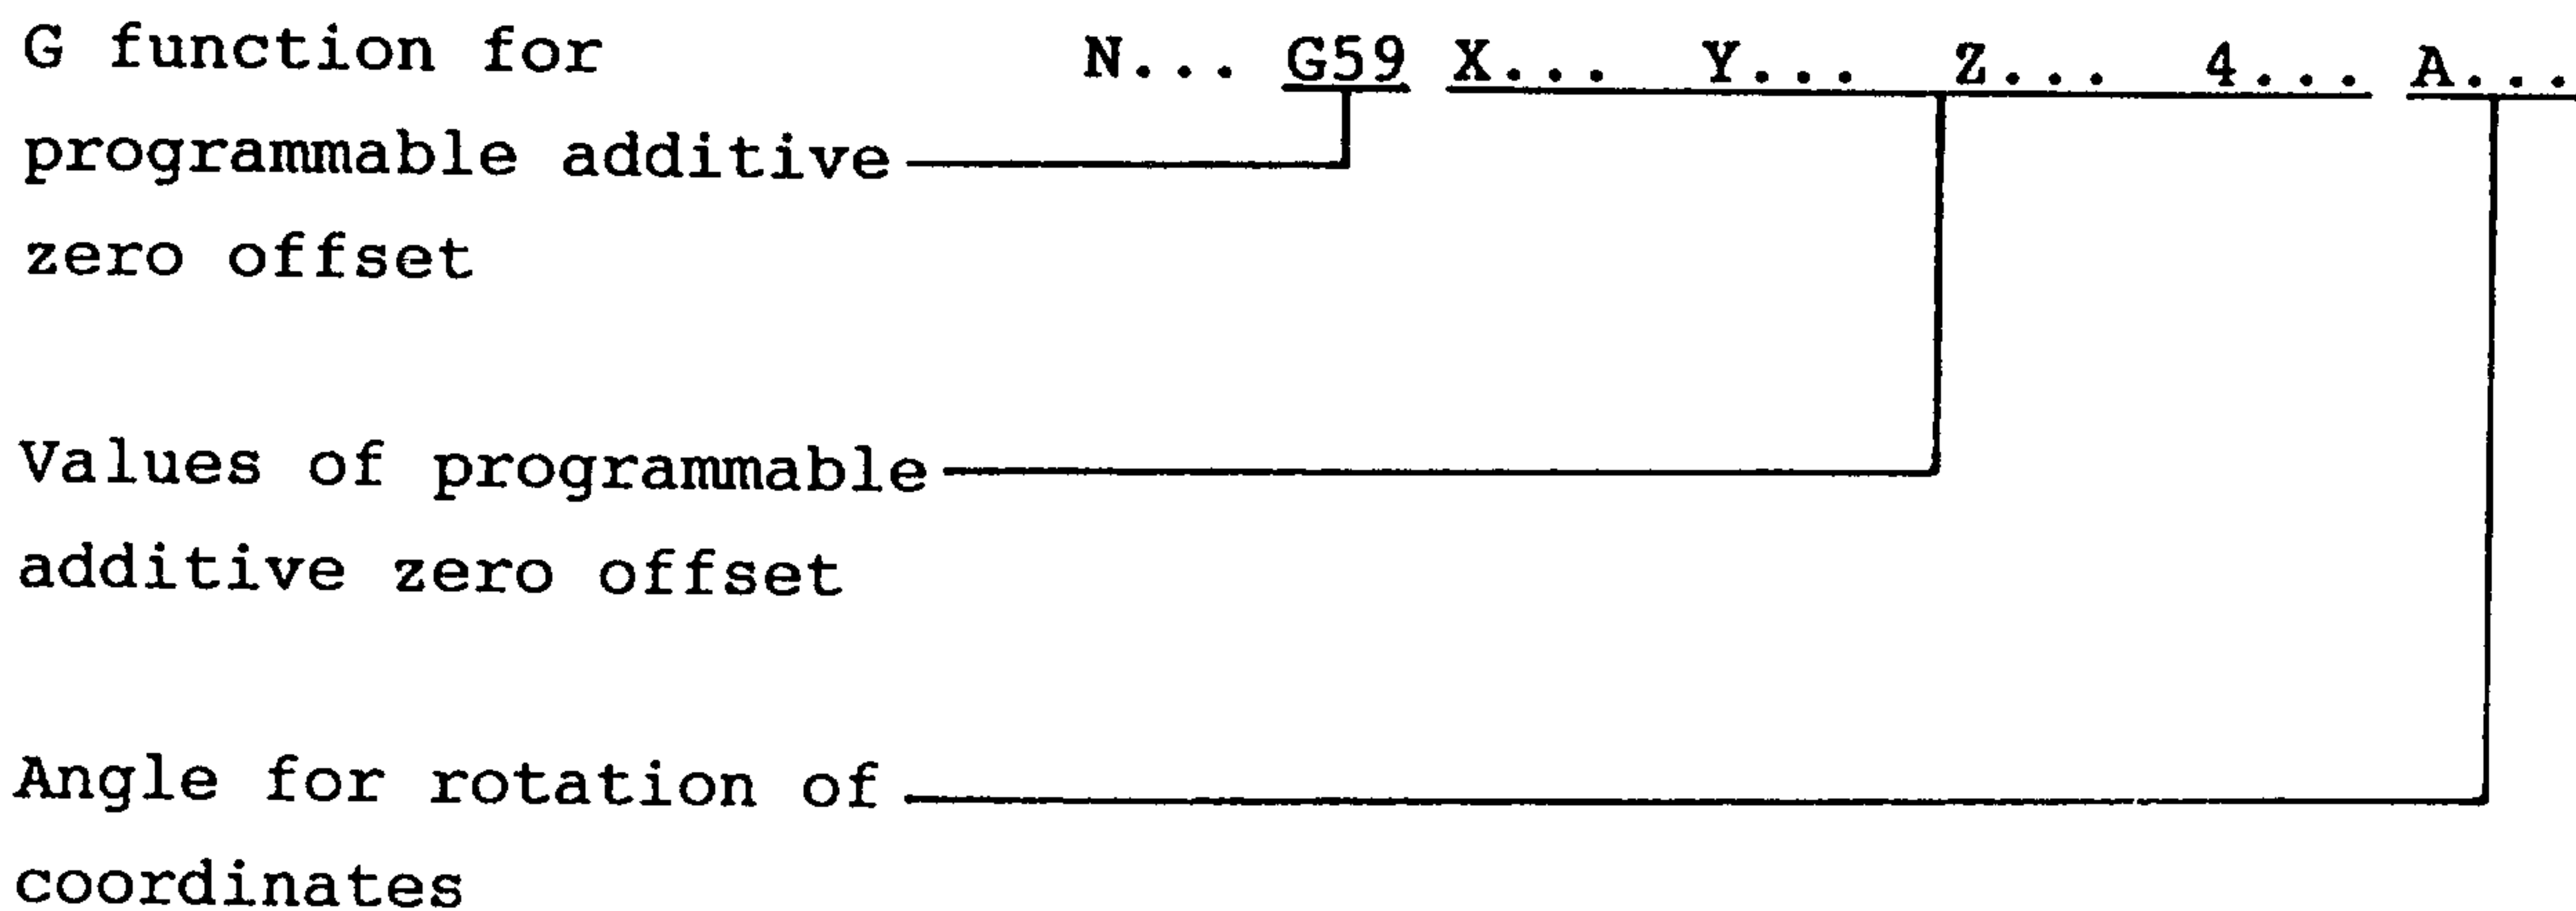 G function for N... G59 X... Y... Z... 4... A...
programmable additive
zero offset
Values of programmable
additive zero offset
Angle for rotation of
coordinates